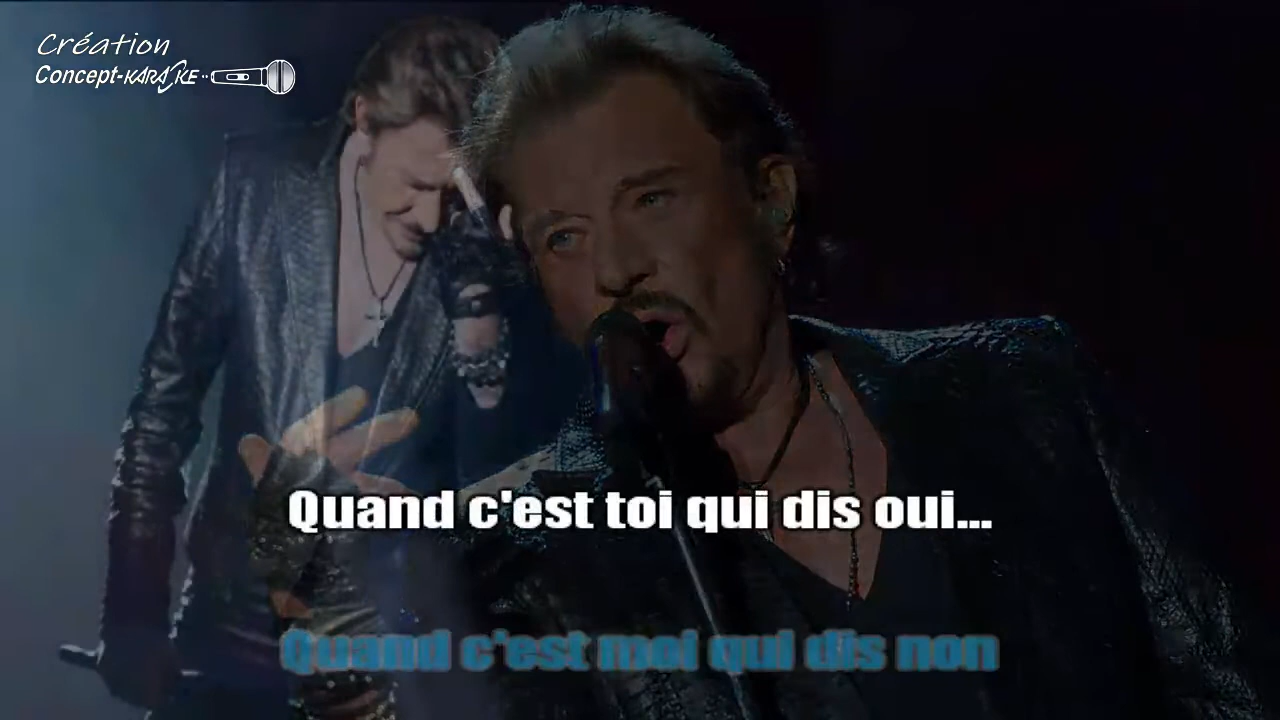 Création
Concept-KARAOKE
Quand c'est toi qui dis oui...
Quand c'est moi qui dis non